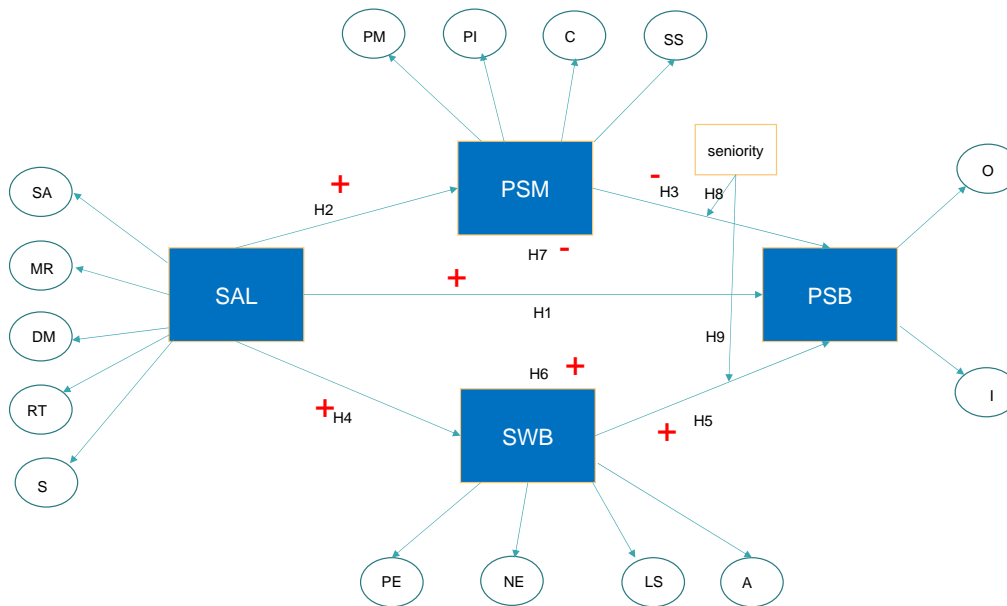 PM
PI
C
SS
seniority
O
SA
+
PSM
-
H3
H8
H2
MR
H7 -
SAL
+
PSB
H1
DM
H9
H6 +
I
RT
+
H4
SWB
+
H5
S
PE
NE
LS
A